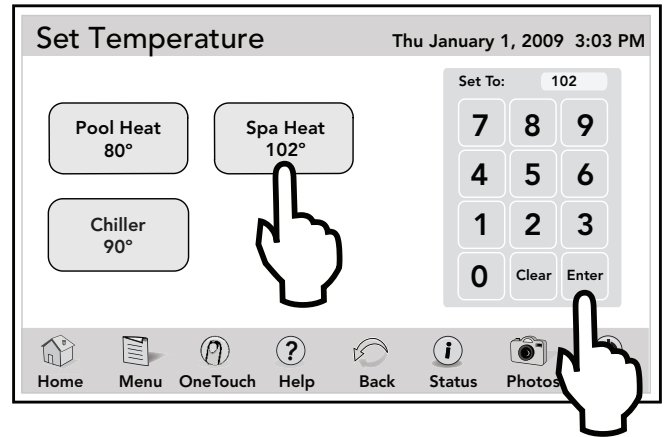 Set Temperature
Thu January 1, 2009 3:03 PM
Set To: 102
Pool Heat
80°
Spa Heat
102°
Chiller
90°
7 8 9
4 5 6
1 2 3
0 Clear Enter
Home Menu OneTouch Help Back Status Photos